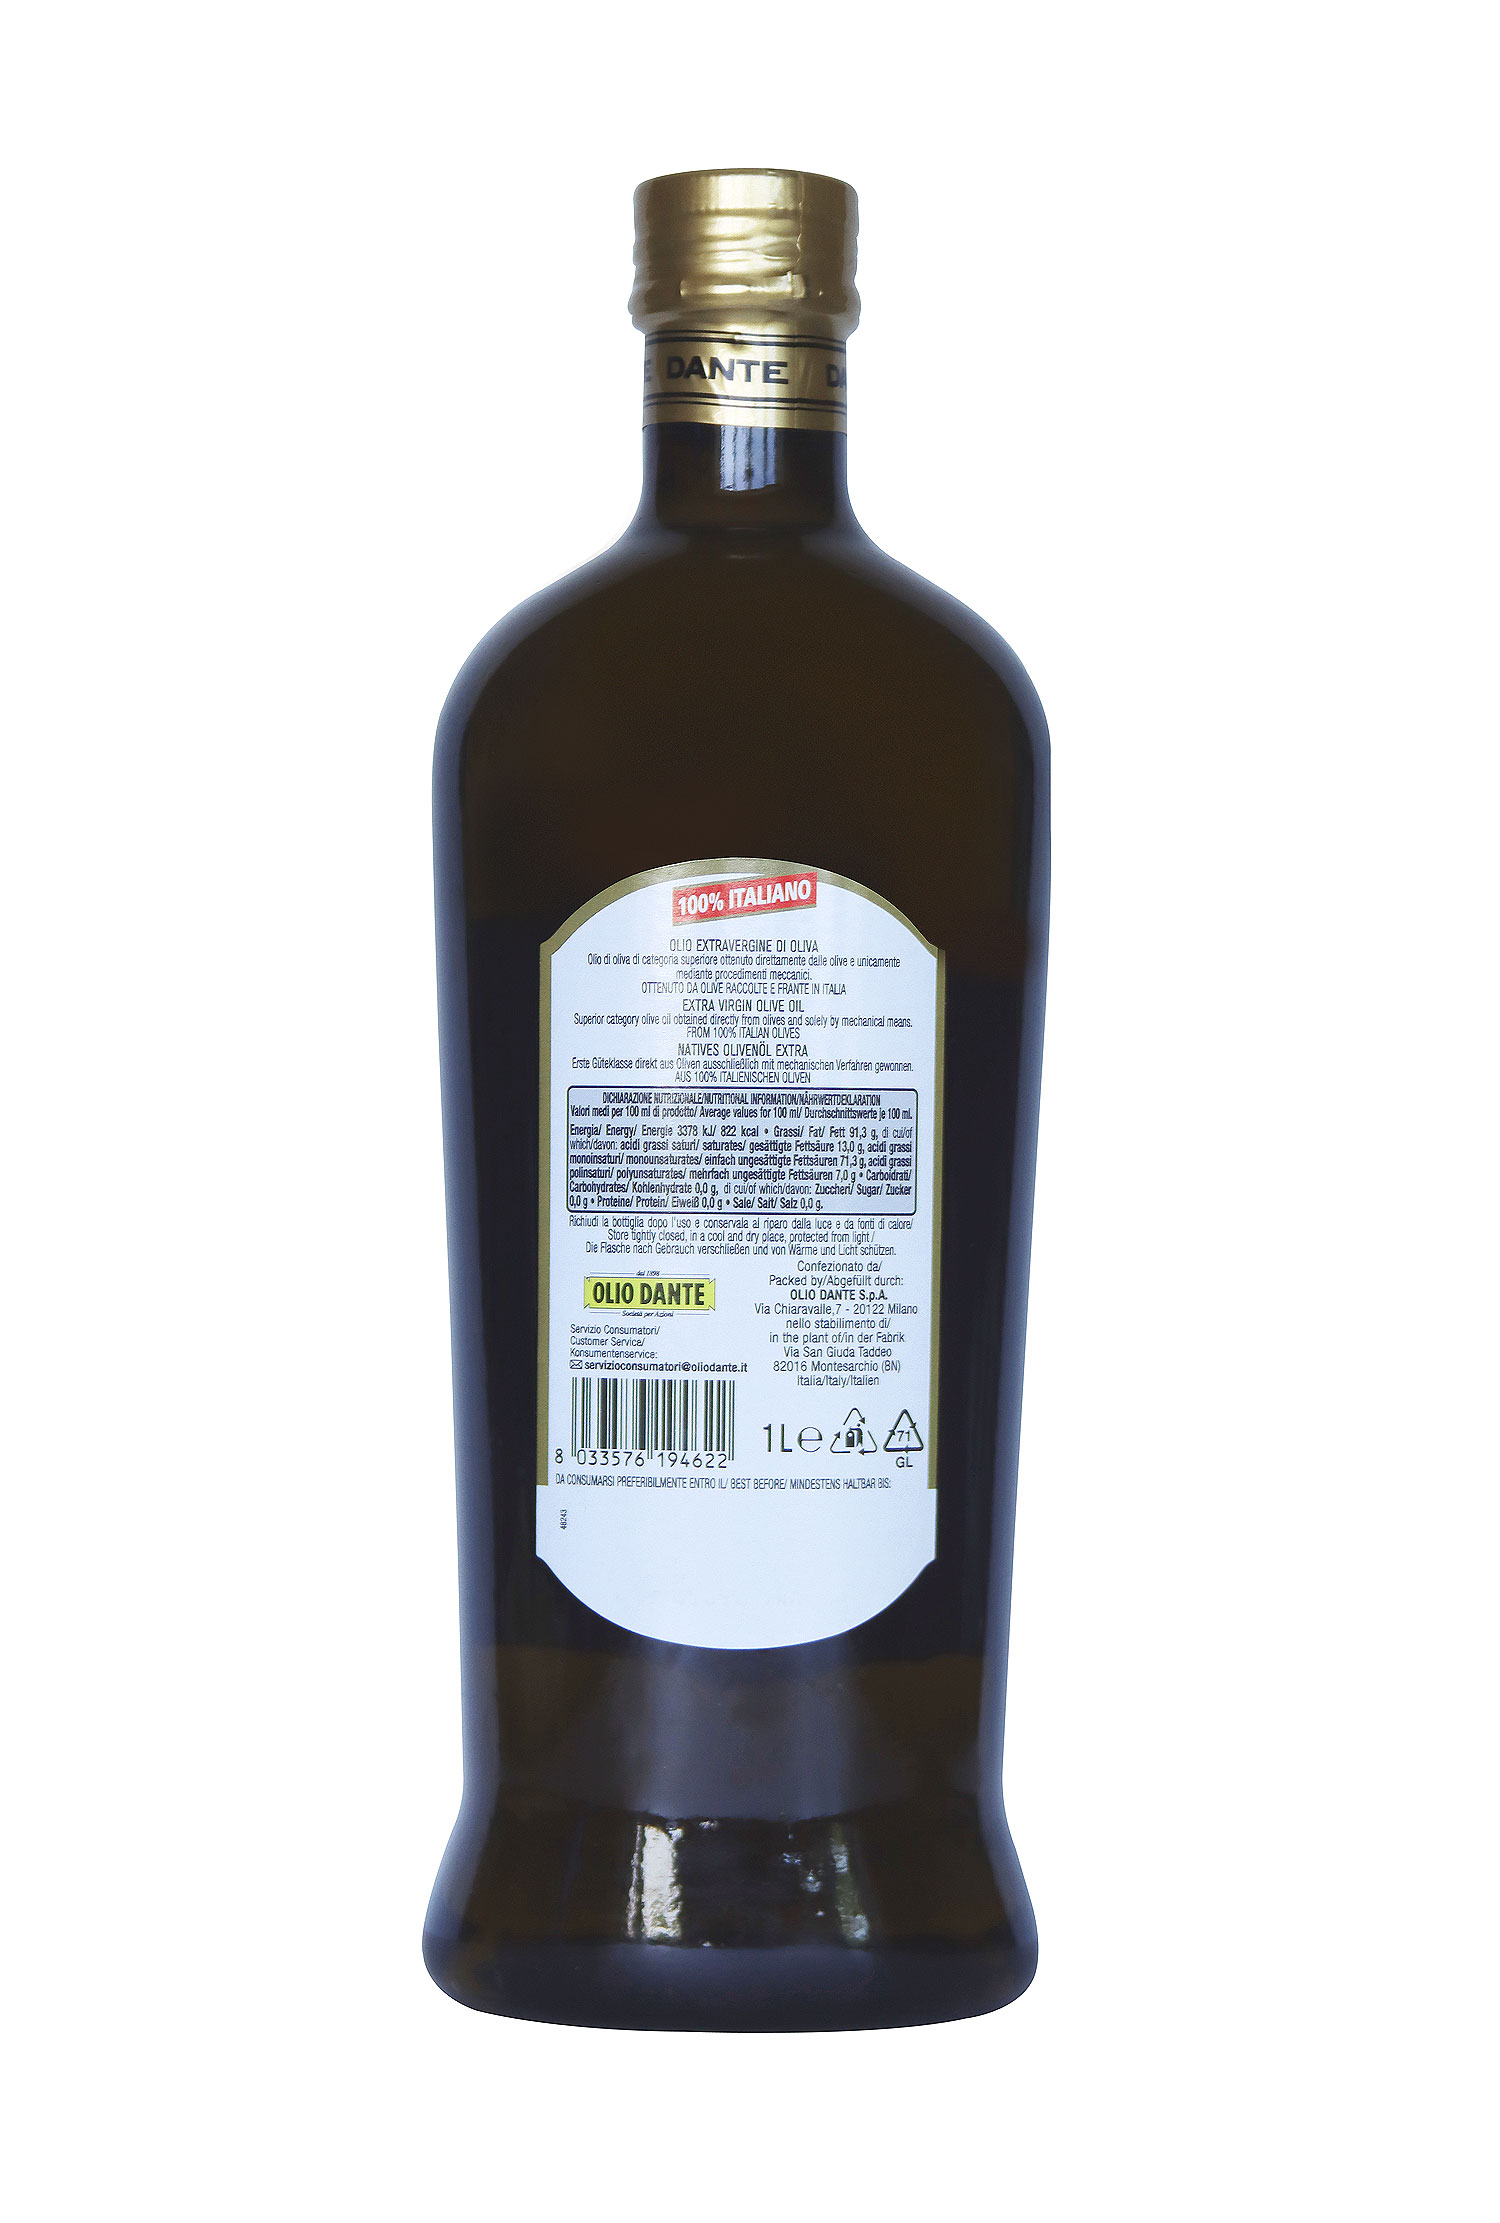 E DANTE DA
100% ITALIANO
OLIO EXTRAVERGINE DI OLIVA
Olio di oliva di categoria superiore ottenuto direttamente dalle olive e unicamente
mediante procedimenti meccanici.
OTTENUTO DA OLIVE RACCOLTE E FRANTE IN ITALIA
EXTRA VIRGIN OLIVE OIL
Superior category olive oil obtained directly from olives and solely by mechanical means.
FROM 100% ITALIAN OLIVES
NATIVES OLIVENÖL EXTRA
Erste Güteklasse direkt aus Oliven ausschließlich mit mechanischen Verfahren gewonnen.
AUS 100% ITALIENISCHEN OLIVEN
DICHIARAZIONE NUTRIZIONALE/NUTRITIONAL INFORMATION/NÄHRWERTDEKLARATION
Valori medi per 100 ml di prodotto/ Average values for 100 ml/ Durchschnittswerte je 100 ml.
Energia/ Energy/ Energie 3378 kJ/ 822 kcal • Grassi/ Fat/ Fett 91,3 g, di cui/of
which/davon: acidi grassi saturi/ saturates/ gesättigte Fettsäure 13,0 g, acidi grassi
monoinsaturi/ monounsaturates/ einfach ungesättigte Fettsäuren 71,3 g, acidi grassi
polinsaturi/ polyunsaturates/ mehrfach ungesättigte Fettsäuren 7,0 g • Carboidrati/
Carbohydrates/ Kohlenhydrate 0,0 g, di cui/of which/davon: Zuccheri/ Sugar/ Zucker
0,0 g • Proteine/ Protein/ Eiweiß 0,0 g • Sale/ Salt/ Salz 0,0 g.
Richiudi la bottiglia dopo l'uso e conservala al riparo dalla luce e da fonti di calore/
Store tightly closed, in a cool and dry place, protected from light /
Die Flasche nach Gebrauch verschließen und von Wärme und Licht schützen.
dal 1898
OLIO DANTE
Società per Azioni
Servizio Consumatori/
Customer Service/
Konsumentenservice:
servizioconsumatori@oliodante.it
Confezionato da/
Packed by/Abgefüllt durch:
OLIO DANTE S.p.A.
Via Chiaravalle,7 - 20122 Milano
nello stabilimento di/
in the plant of/in der Fabrik
Via San Giuda Taddeo
82016 Montesarchio (BN)
Italia/Italy/Italien
8 033576 194622
1L℮
71
GL
DA CONSUMARSI PREFERIBILMENTE ENTRO IL/ BEST BEFORE/ MINDESTENS HALTBAR BIS:
48243